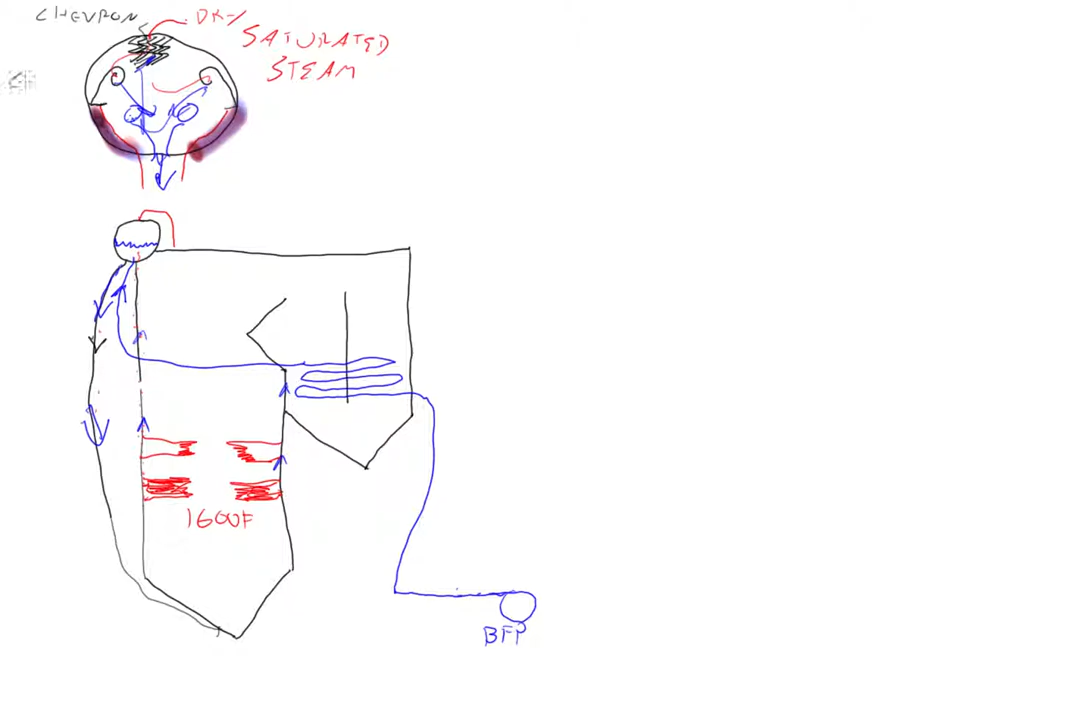 CHEVRON
DRY
SATURATED
STEAM
1600F
BFP